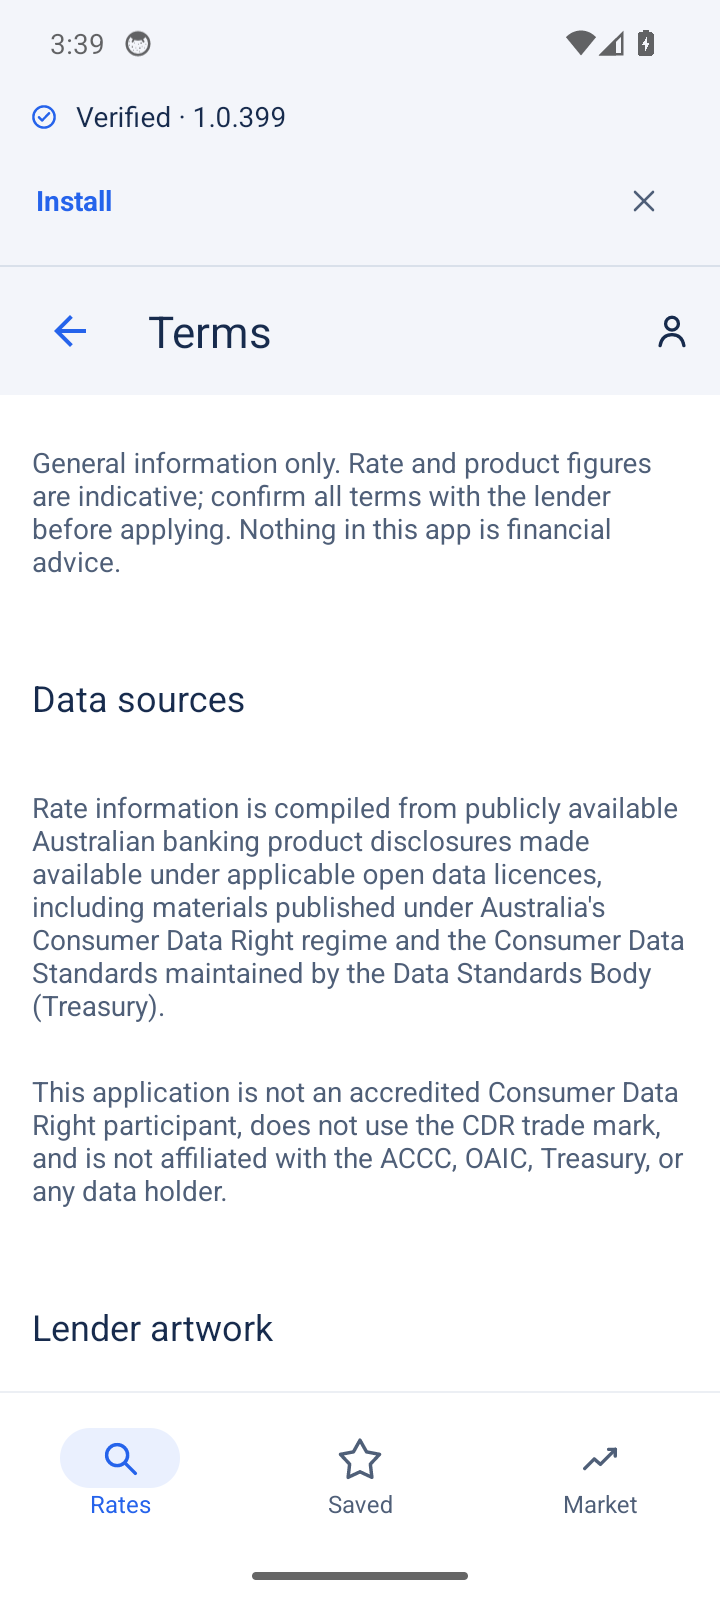 3:39
Verified · 1.0.399
Install
Terms
General information only. Rate and product figures
are indicative; confirm all terms with the lender
before applying. Nothing in this app is financial
advice.
Data sources
Rate information is compiled from publicly available
Australian banking product disclosures made
available under applicable open data licences,
including materials published under Australia's
Consumer Data Right regime and the Consumer Data
Standards maintained by the Data Standards Body
(Treasury).
This application is not an accredited Consumer Data
Right participant, does not use the CDR trade mark,
and is not affiliated with the ACCC, OAIC, Treasury, or
any data holder.
Lender artwork
Rates
Saved
Market